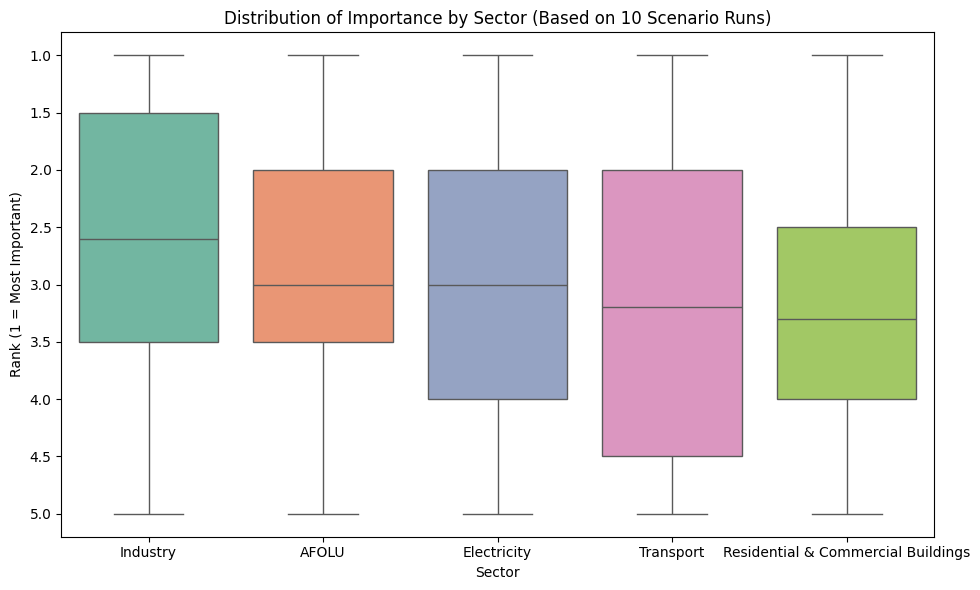 Distribution of Importance by Sector (Based on 10 Scenario Runs)
Rank (1 = Most Important)
1.0
1.5
2.0
2.5
3.0
3.5
4.0
4.5
5.0
Industry
AFOLU
Electricity
Transport
Residential & Commercial Buildings
Sector